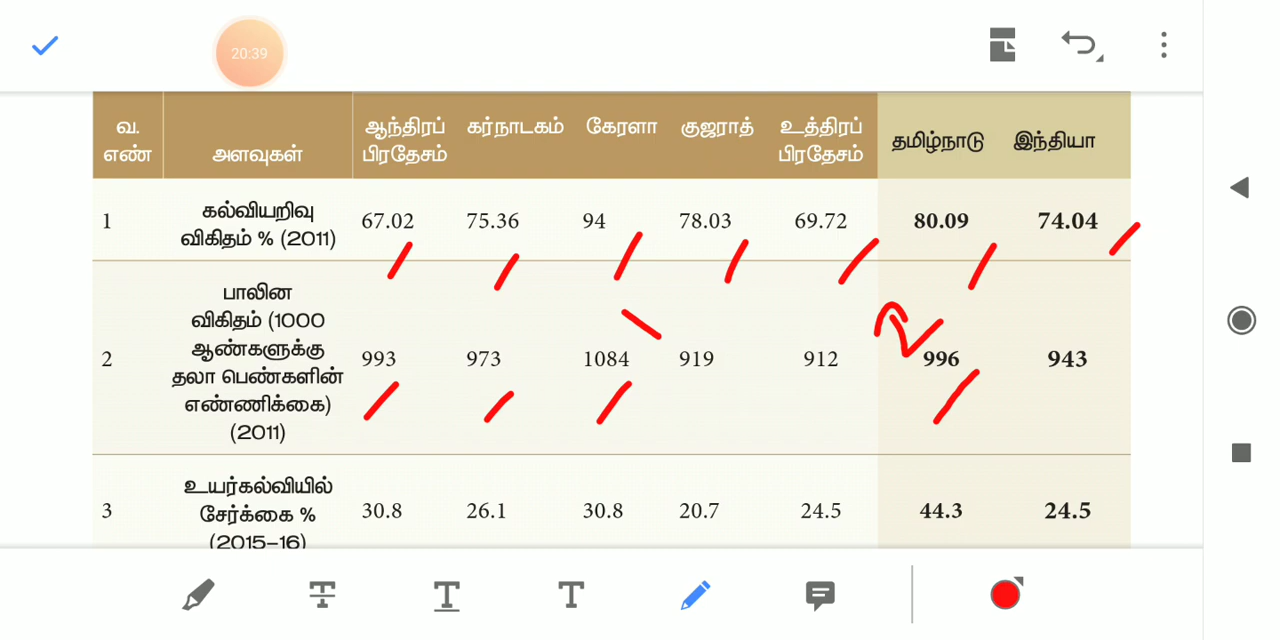 20:39
வ. எண் அளவுகள் ஆந்திரப் பிரதேசம் கர்நாடகம் கேரளா குஜராத் உத்திரப் பிரதேசம் தமிழ்நாடு இந்தியா
1 கல்வியறிவு விகிதம் % (2011) 67.02 75.36 94 78.03 69.72 80.09 74.04
2 பாலின விகிதம் (1000 ஆண்களுக்கு தலா பெண்களின் எண்ணிக்கை) (2011) 993 973 1084 919 912 996 943
3 உயர்கல்வியில் சேர்க்கை % (2015–16) 30.8 26.1 30.8 20.7 24.5 44.3 24.5